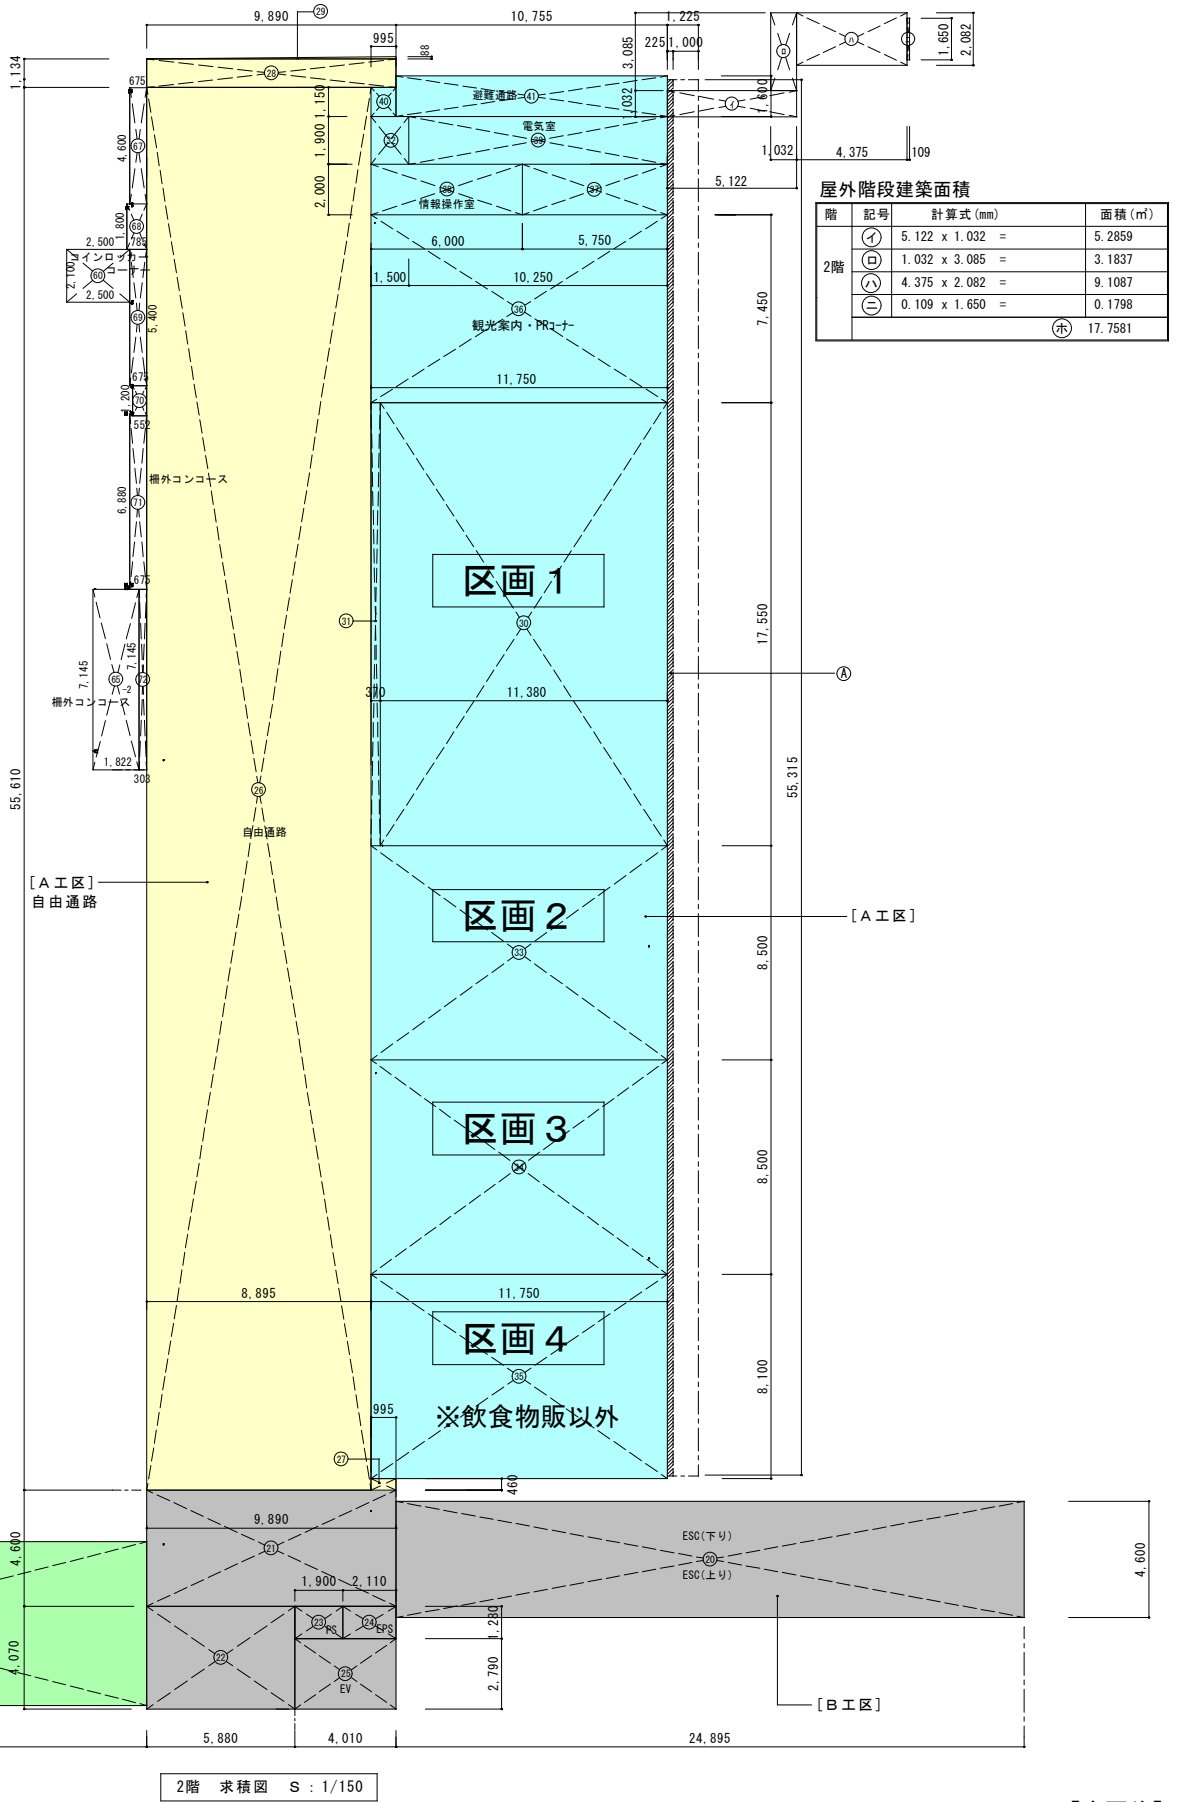 9,890
10,755
1,225
㉙
995
88
225
1,000
3,085
1,650
2,082
ロ
ハ
1,134
675
㉘
避難通路
㊶
1,032
イ
1,600
㊵
1,150
電気室
㊴
1,900
4,600
67
1,032
4,375
109
5,122
2,000
㊳
㊲
情報操作室
屋外階段建築面積
階 記号 計算式(mm) 面積(㎡)
2階
イ 5.122 x 1.032 = 5.2859
ロ 1.032 x 3.085 = 3.1837
ハ 4.375 x 2.082 = 9.1087
ニ 0.109 x 1.650 = 0.1798
ホ 17.7581
1,800
68
2,500
785
コインロッカー
コーナー
60
2,100
2,500
6,000
5,750
1,500
10,250
㊱
観光案内・PRコーナー
7,450
69
5,400
675
11,750
1,200
70
552
柵外コンコース
6,880
71
675
区画1
㉛
㉚
17,550
7,145
7,145
65
-2
72
柵外コンコース
370
11,380
Ⓐ
1,822
303
55,610
㉖
自由通路
55,315
[A工区]
自由通路
区画2
㉝
[A工区]
8,500
区画3
8,500
8,895
11,750
区画4
㉟
8,100
995
※飲食物販以外
㉗
460
9,890
㉑
4,600
ESC(下り)
⑳
ESC(上り)
4,600
1,900
2,110
㉓
PS
㉔
EPS
1,280
4,070
㉒
㉕
EV
2,790
[B工区]
5,880
4,010
24,895
2階 求積図 S : 1/150